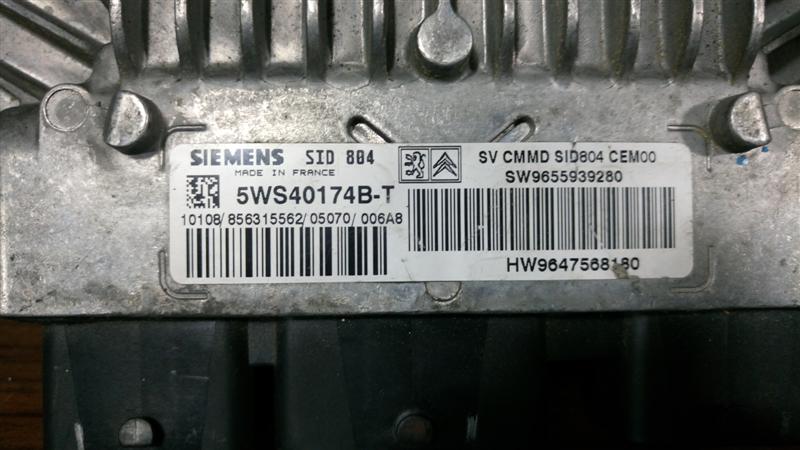 SIEMENS SID 804
MADE IN FRANCE
5WS40174B-T
10108/856315562/05070/006A8
SV CMMD SID804 CEM00
SW9655939280
HW9647568180